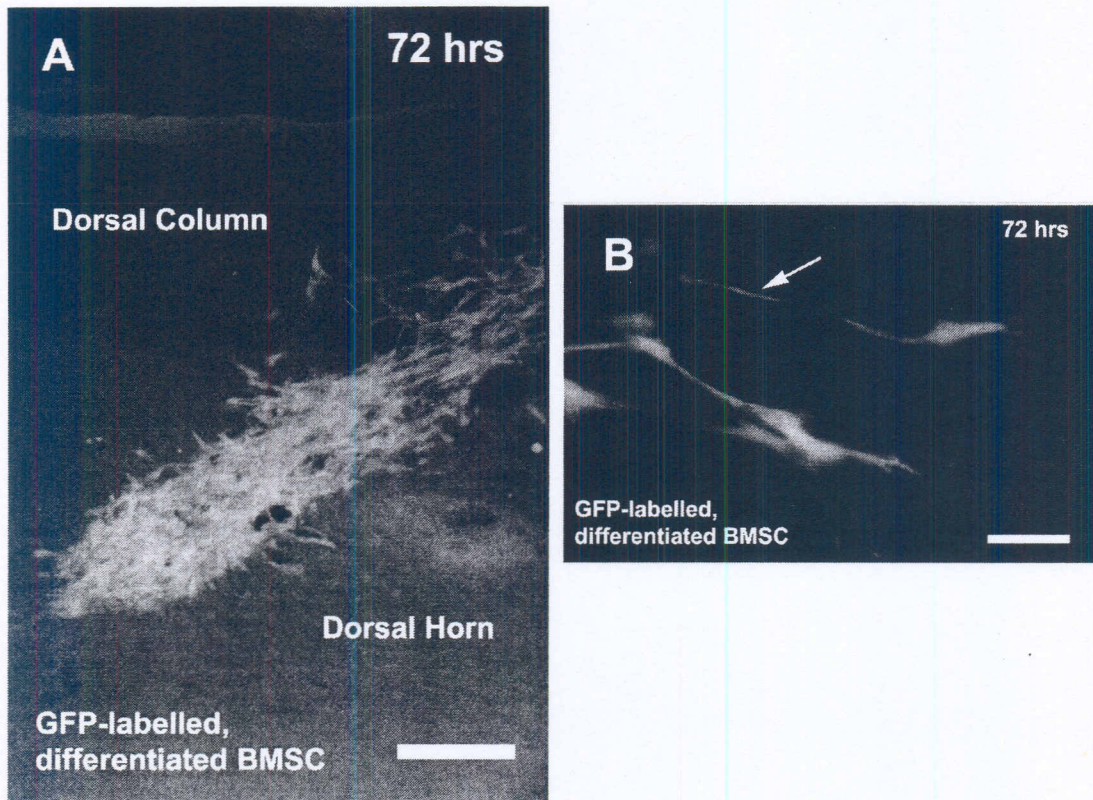 A
72 hrs
Dorsal Column
Dorsal Horn
GFP-labelled,
differentiated BMSC
B
72 hrs
GFP-labelled,
differentiated BMSC